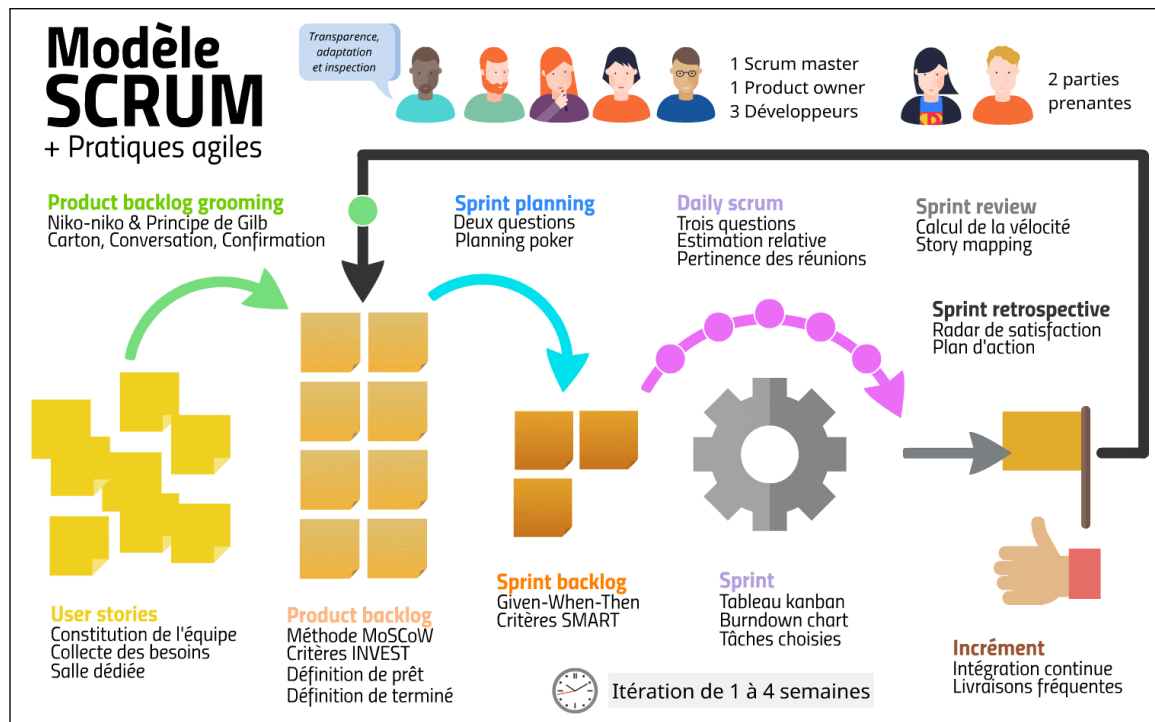 Modèle
SCRUM
+ Pratiques agiles
Transparence,
adaptation
et inspection
1 Scrum master
1 Product owner
3 Développeurs
2 parties
prenantes
Product backlog grooming
Niko-niko & Principe de Gilb
Carton, Conversation, Confirmation
Sprint planning
Deux questions
Planning poker
Daily scrum
Trois questions
Estimation relative
Pertinence des réunions
Sprint review
Calcul de la vélocité
Story mapping
Sprint retrospective
Radar de satisfaction
Plan d'action
User stories
Constitution de l'équipe
Collecte des besoins
Salle dédiée
Product backlog
Méthode MoSCoW
Critères INVEST
Définition de prêt
Définition de terminé
Sprint backlog
Given-When-Then
Critères SMART
Sprint
Tableau kanban
Burndown chart
Tâches choisies
Incrément
Intégration continue
Livraisons fréquentes
Itération de 1 à 4 semaines